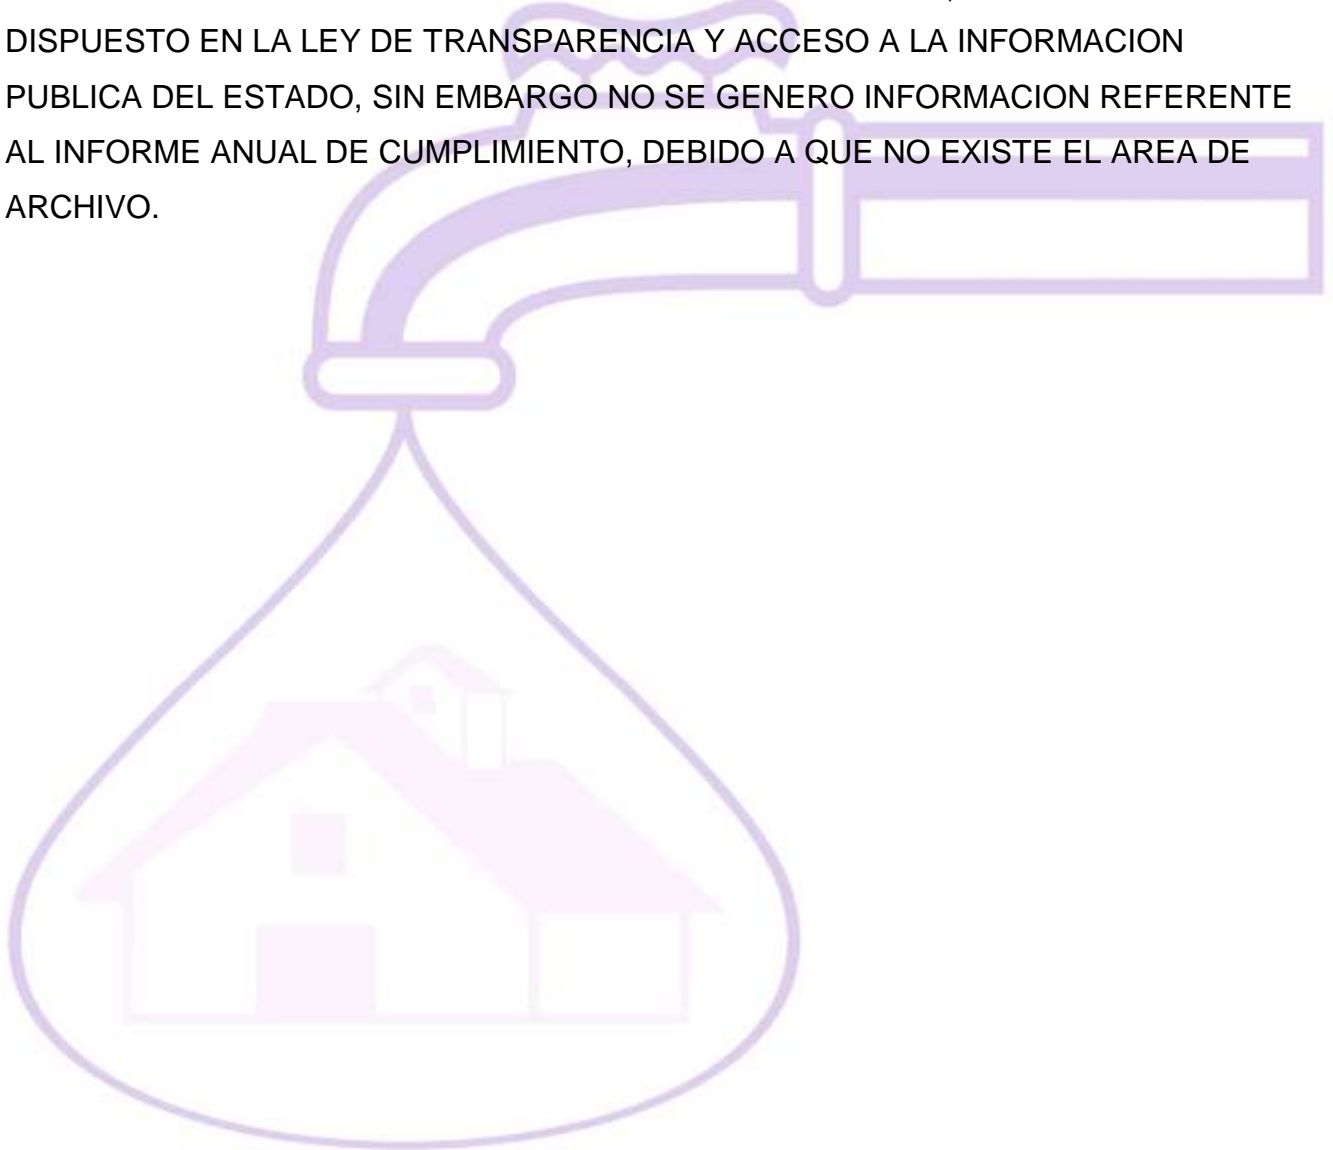 DISPUESTO EN LA LEY DE TRANSPARENCIA Y ACCESO A LA INFORMACION
PUBLICA DEL ESTADO, SIN EMBARGO NO SE GENERO INFORMACION REFERENTE
AL INFORME ANUAL DE CUMPLIMIENTO, DEBIDO A QUE NO EXISTE EL AREA DE
ARCHIVO.